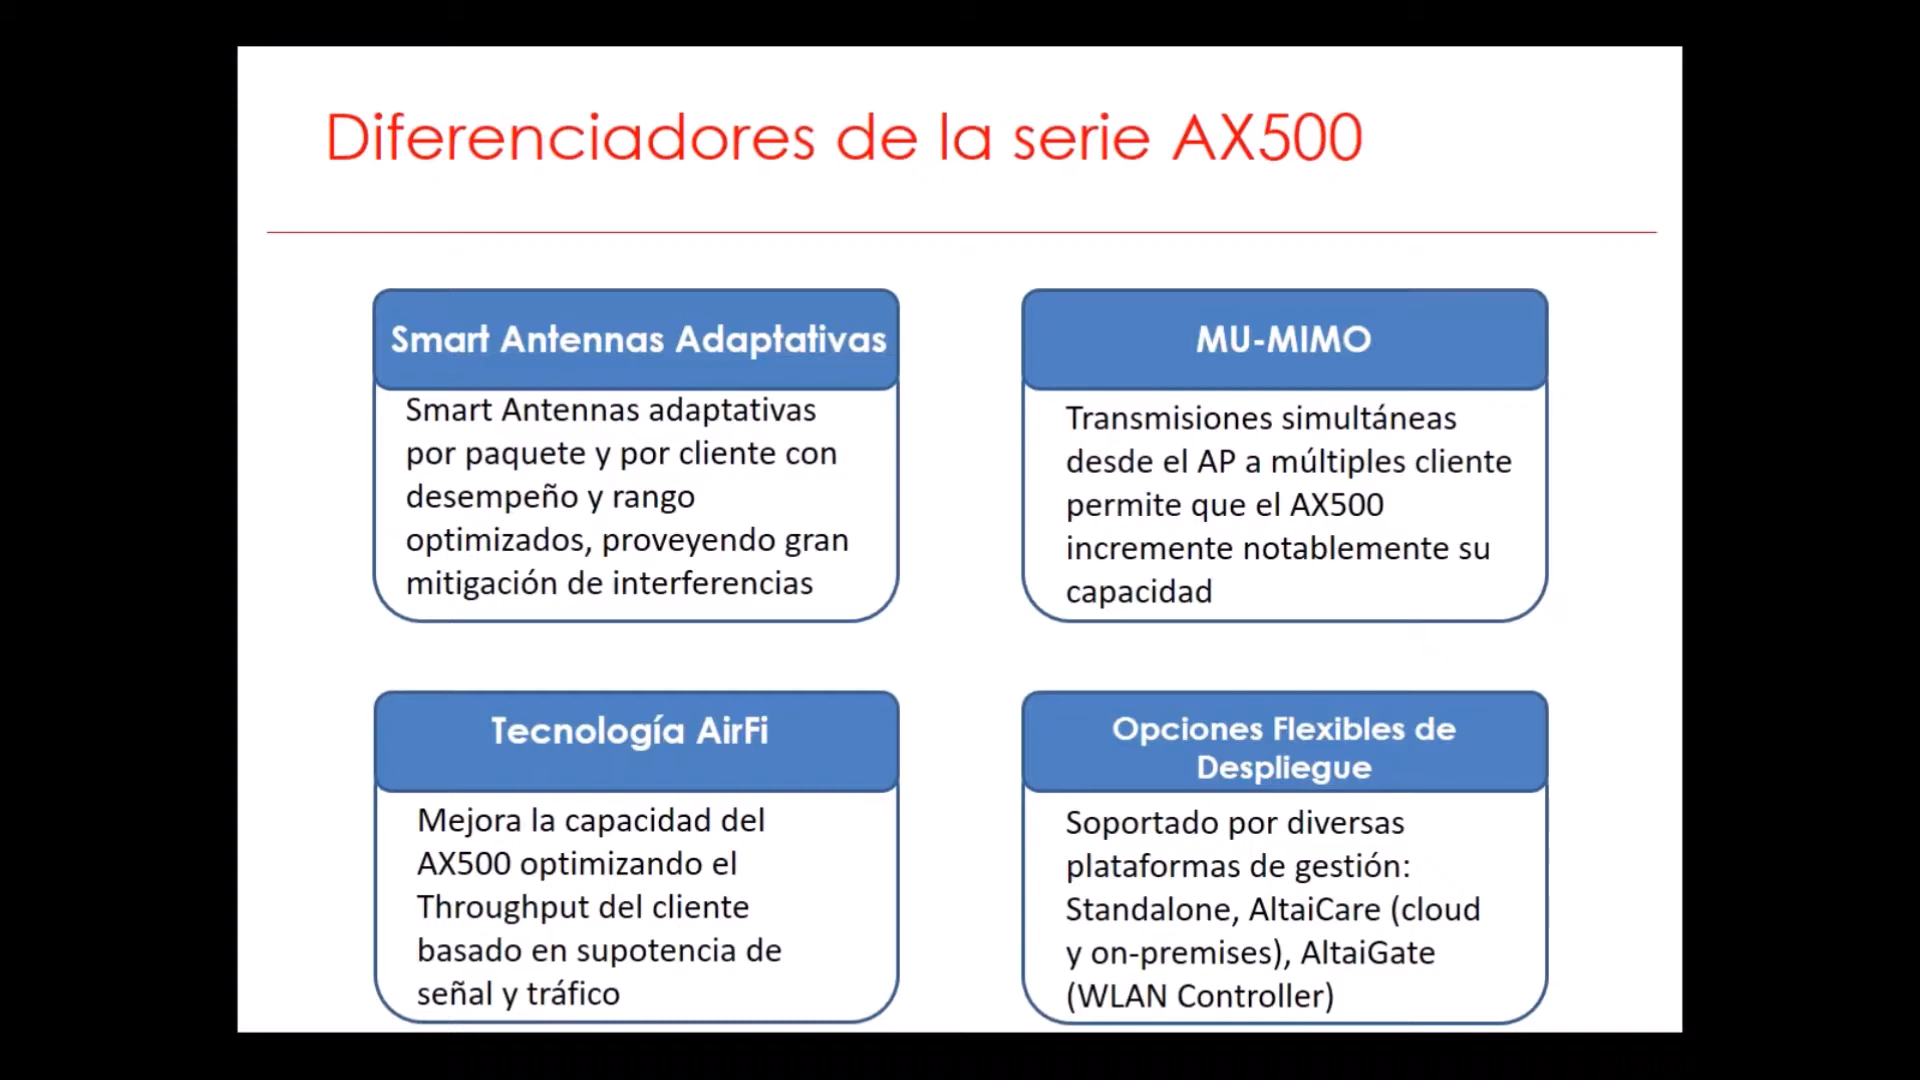 Diferenciadores de la serie AX500
Smart Antennas Adaptativas
Smart Antennas adaptativas
por paquete y por cliente con
desempeño y rango
optimizados, proveyendo gran
mitigación de interferencias
MU-MIMO
Transmisiones simultáneas
desde el AP a múltiples cliente
permite que el AX500
incremente notablemente su
capacidad
Tecnología AirFi
Mejora la capacidad del
AX500 optimizando el
Throughput del cliente
basado en supotencia de
señal y tráfico
Opciones Flexibles de
Despliegue
Soportado por diversas
plataformas de gestión:
Standalone, AltaiCare (cloud
y on-premises), AltaiGate
(WLAN Controller)